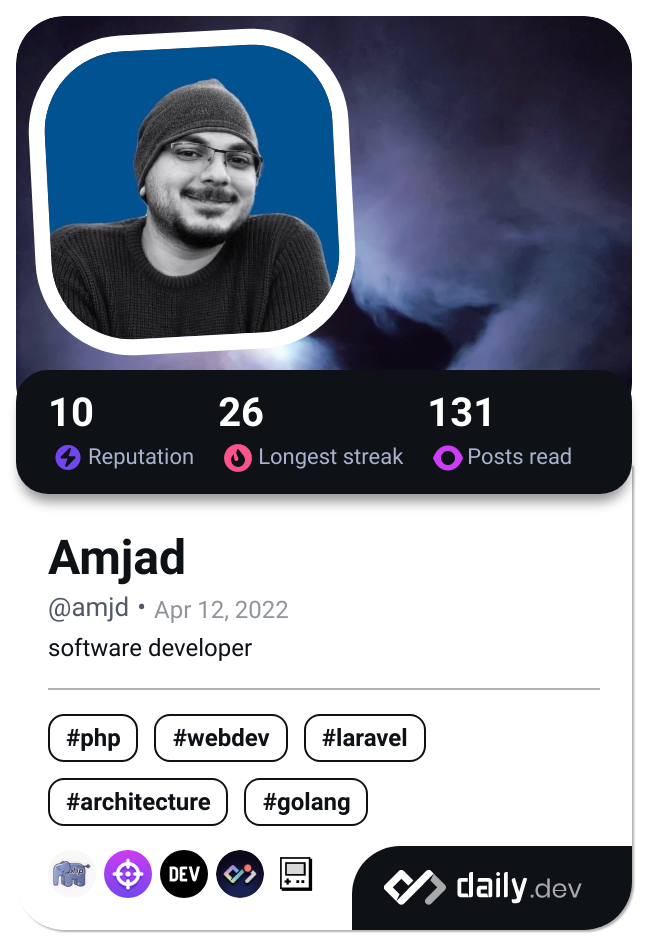 10 26 131
Reputation Longest streak Posts read
Amjad
@amjd • Apr 12, 2022
software developer
#php #webdev #laravel
#architecture #golang
php DEV
daily.dev